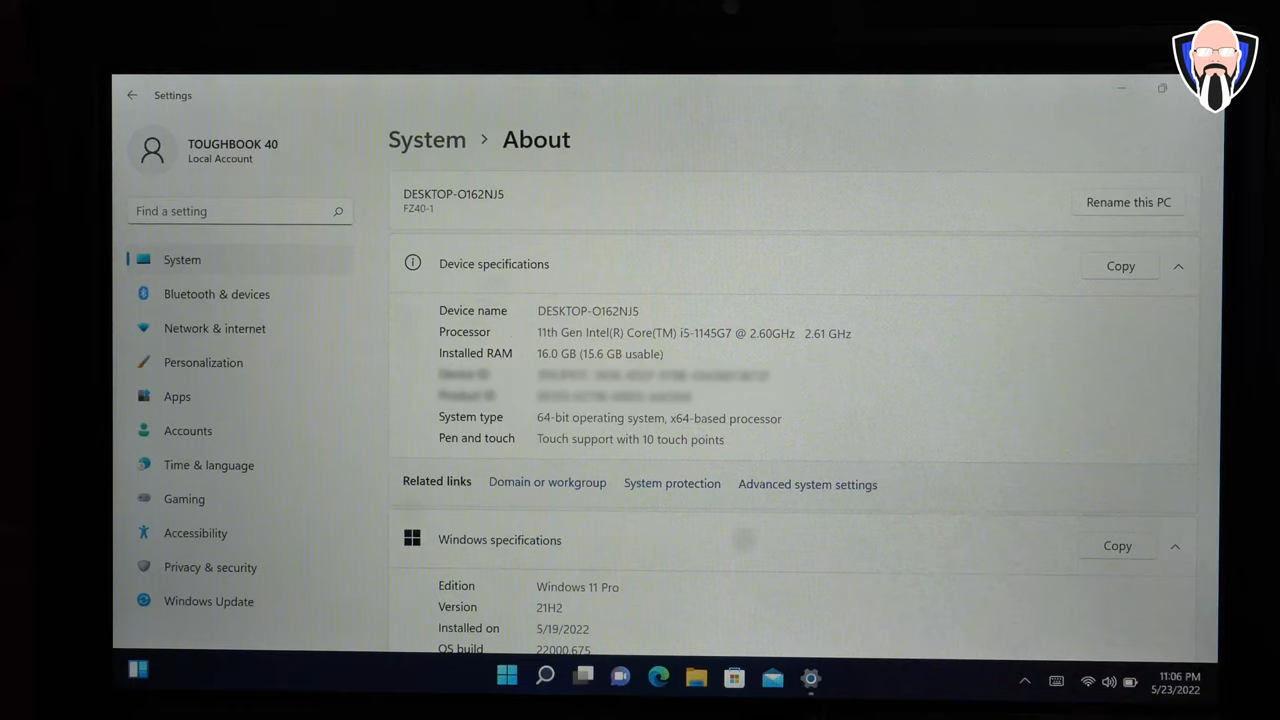 Settings
TOUGHBOOK 40
Local Account
Find a setting
System
Bluetooth & devices
Network & internet
Personalization
Apps
Accounts
Time & language
Gaming
Accessibility
Privacy & security
Windows Update
System > About
DESKTOP-O162NJ5
FZ40-1
Rename this PC
Device specifications
Copy
Device name DESKTOP-O162NJ5
Processor 11th Gen Intel(R) Core(TM) i5-1145G7 @ 2.60GHz 2.61 GHz
Installed RAM 16.0 GB (15.6 GB usable)
System type 64-bit operating system, x64-based processor
Pen and touch Touch support with 10 touch points
Related links Domain or workgroup System protection Advanced system settings
Windows specifications
Copy
Edition Windows 11 Pro
Version 21H2
Installed on 5/19/2022
OS build 22000.675
11:06 PM
5/23/2022